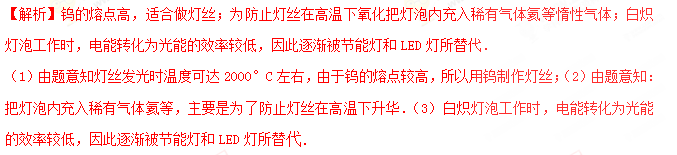 【解析】钨的熔点高，适合做灯丝；为防止灯丝在高温下氧化把灯泡内充入稀有气体氦等惰性气体；白炽
灯泡工作时，电能转化为光能的效率较低，因此逐渐被节能灯和 LED 灯所替代．
（1）由题意知灯丝发光时温度可达 2000°C 左右，由于钨的熔点较高，所以用钨制作灯丝；（2）由题意知：
把灯泡内充入稀有气体氦等，主要是为了防止灯丝在高温下升华．（3）白炽灯泡工作时，电能转化为光能
的效率较低，因此逐渐被节能灯和 LED 灯所替代．